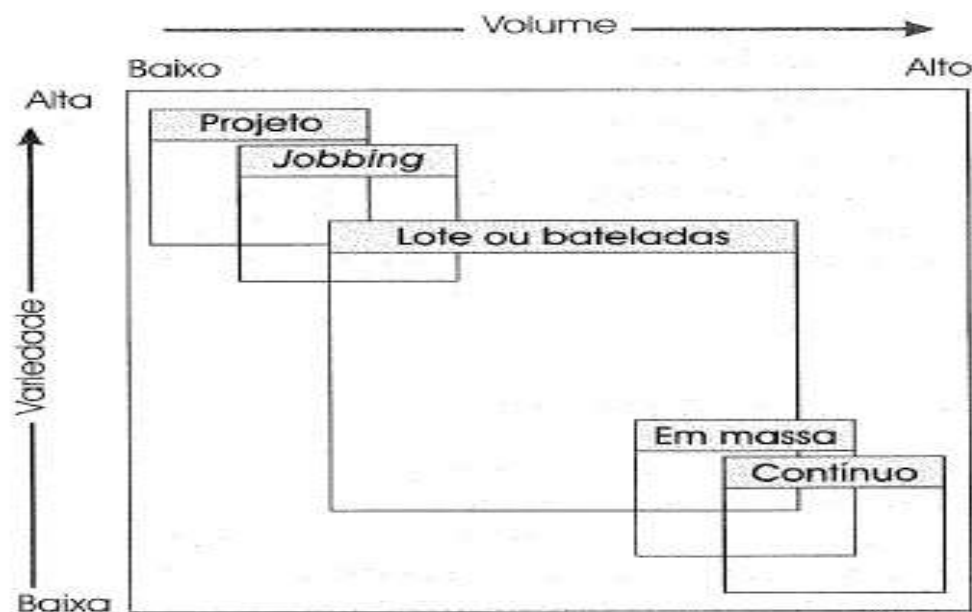 Volume
Baixo
Alto
Alta
Projeto
Jobbing
Lote ou bateladas
Variedade
Em massa
Contínuo
Baixa